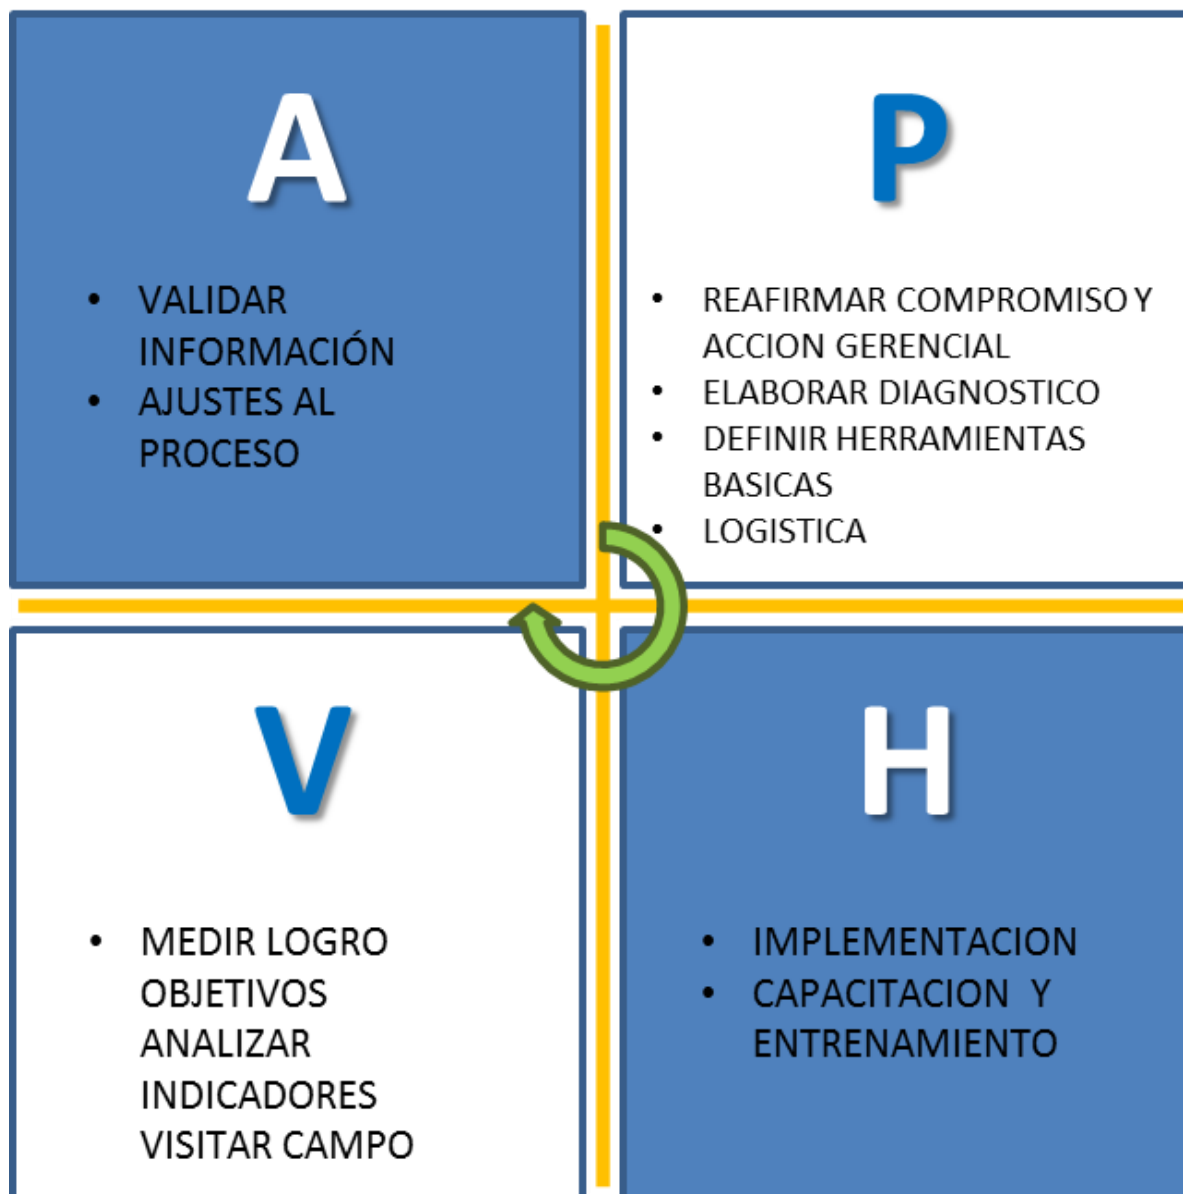 A
• VALIDAR
INFORMACIÓN
• AJUSTES AL
PROCESO
P
• REAFIRMAR COMPROMISO Y
ACCION GERENCIAL
• ELABORAR DIAGNOSTICO
• DEFINIR HERRAMIENTAS
BASICAS
• LOGISTICA
V
• MEDIR LOGRO
OBJETIVOS
ANALIZAR
INDICADORES
VISITAR CAMPO
H
• IMPLEMENTACION
• CAPACITACION Y
ENTRENAMIENTO